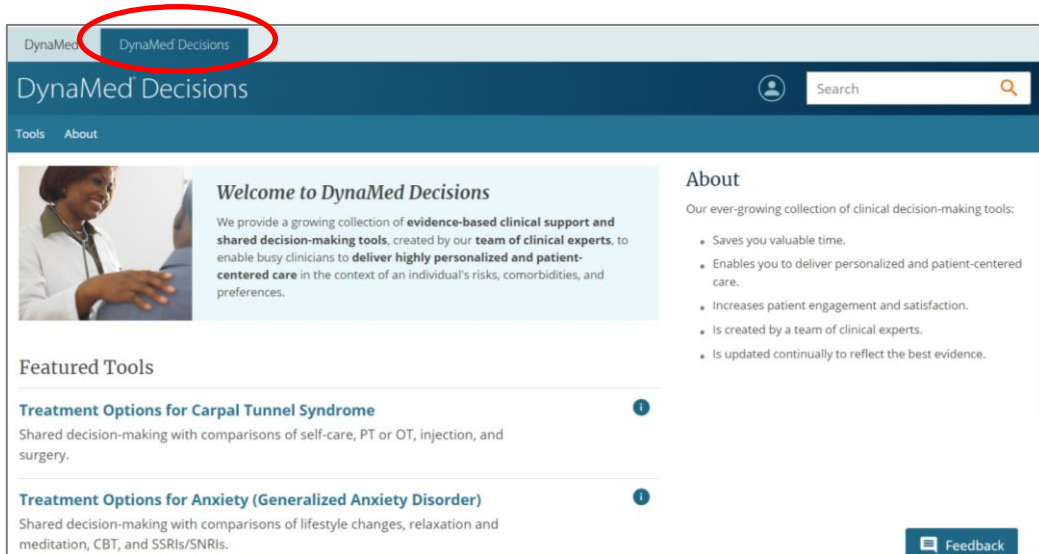 DynaMed
DynaMed Decisions
DynaMed™ Decisions
Search
Tools
About
Welcome to DynaMed Decisions
We provide a growing collection of evidence-based clinical support and
shared decision-making tools, created by our team of clinical experts, to
enable busy clinicians to deliver highly personalized and patient-
centered care in the context of an individual's risks, comorbidities, and
preferences.
About
Our ever-growing collection of clinical decision-making tools:
• Saves you valuable time.
• Enables you to deliver personalized and patient-centered
care.
• Increases patient engagement and satisfaction.
• Is created by a team of clinical experts.
• Is updated continually to reflect the best evidence.
Featured Tools
Treatment Options for Carpal Tunnel Syndrome
Shared decision-making with comparisons of self-care, PT or OT, injection, and
surgery.
Treatment Options for Anxiety (Generalized Anxiety Disorder)
Shared decision-making with comparisons of lifestyle changes, relaxation and
meditation, CBT, and SSRIs/SNRIs.
Feedback